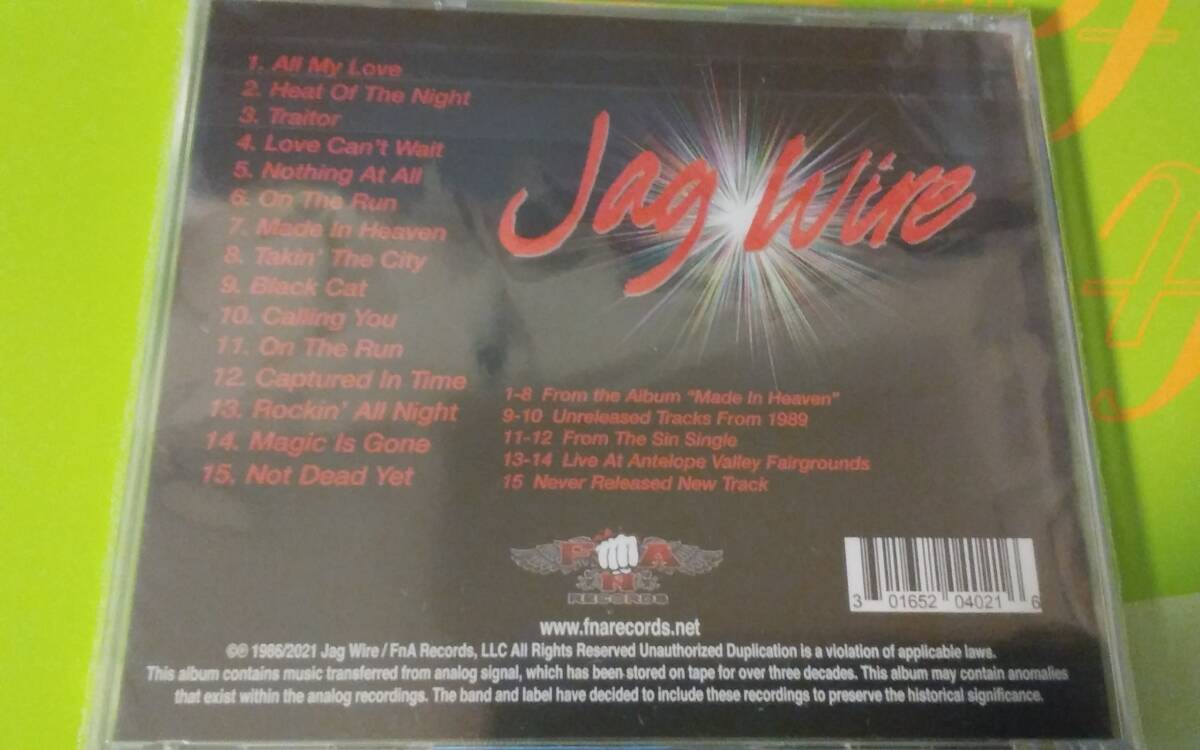 1. All My Love
2. Heat Of The Night
3. Traitor
4. Love Can't Wait
5. Nothing At All
6. On The Run
7. Made In Heaven
8. Takin' The City
9. Black Cat
10. Calling You
11. On The Run
12. Captured In Time
13. Rockin' All Night
14. Magic Is Gone
15. Not Dead Yet
Jag Wire
1-8 From the Album "Made In Heaven"
9-10 Unreleased Tracks From 1989
11-12 From The Sin Single
13-14 Live At Antelope Valley Fairgrounds
15 Never Released New Track
F N A
RECORDS
3 01652 04021 6
www.fnarecords.net
©℗ 1986/2021 Jag Wire / FnA Records, LLC All Rights Reserved Unauthorized Duplication is a violation of applicable laws.
This album contains music transferred from analog signal, which has been stored on tape for over three decades. This album may contain anomalies
that exist within the analog recordings. The band and label have decided to include these recordings to preserve the historical significance.